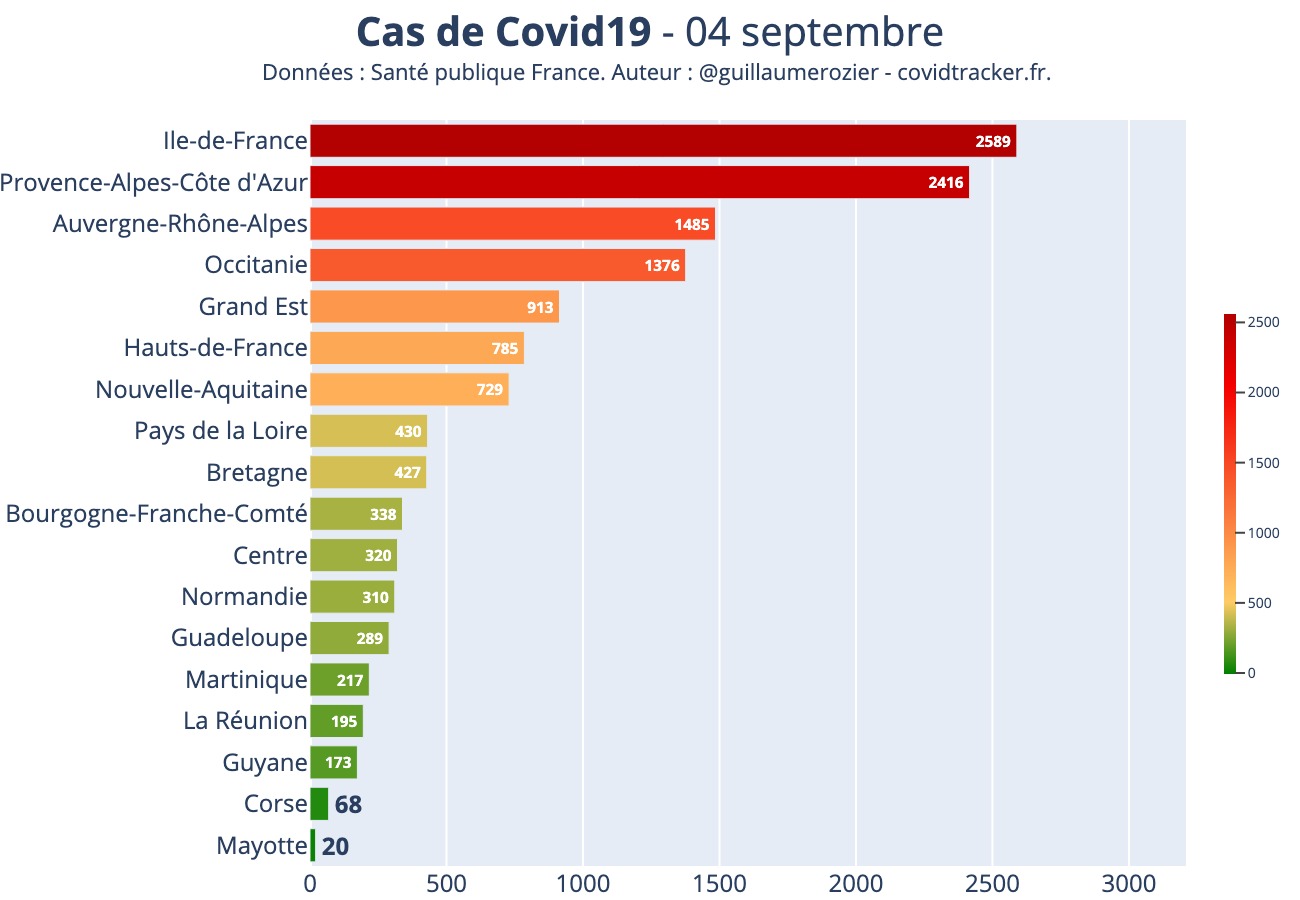 Cas de Covid19 - 04 septembre
Données : Santé publique France. Auteur : @guillaumerozier - covidtracker.fr.
Ile-de-France 2589
Provence-Alpes-Côte d'Azur 2416
Auvergne-Rhône-Alpes 1485
Occitanie 1376
Grand Est 913
Hauts-de-France 785
Nouvelle-Aquitaine 729
Pays de la Loire 430
Bretagne 427
Bourgogne-Franche-Comté 338
Centre 320
Normandie 310
Guadeloupe 289
Martinique 217
La Réunion 195
Guyane 173
Corse 68
Mayotte 20
0 500 1000 1500 2000 2500 3000
2500
2000
1500
1000
500
0